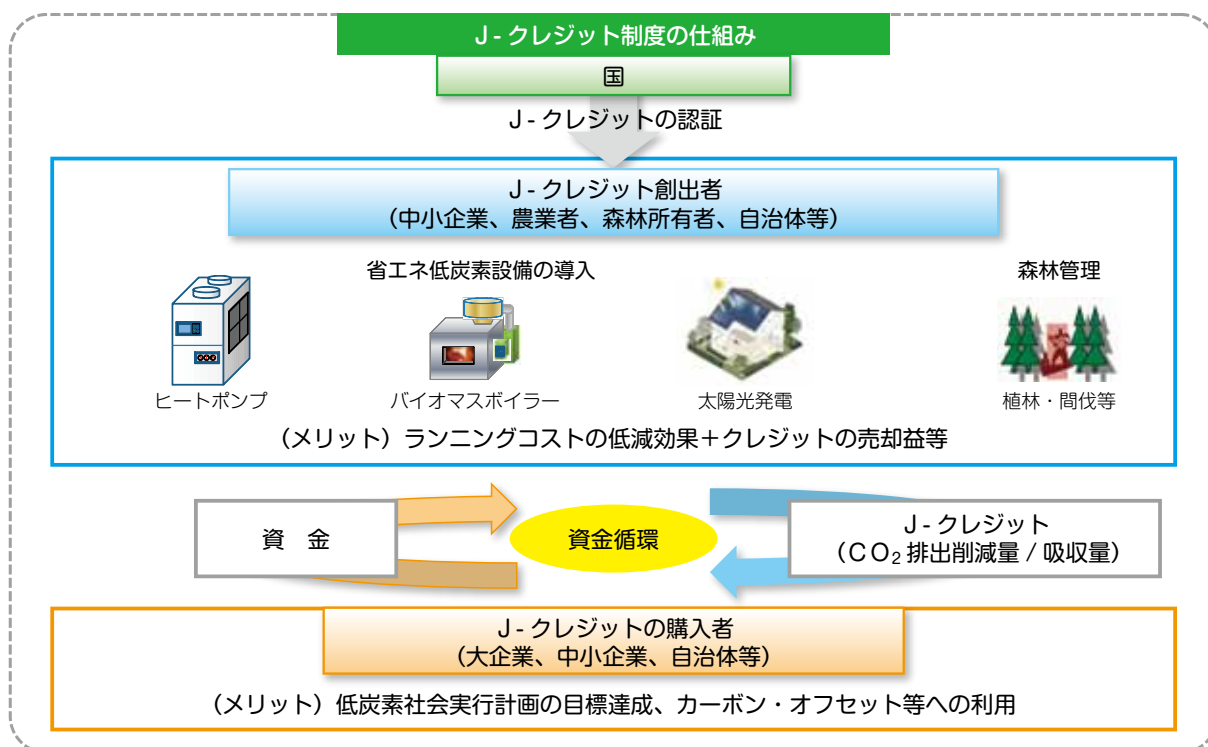 J-クレジット制度の仕組み
国
J-クレジットの認証
J-クレジット創出者
（中小企業、農業者、森林所有者、自治体等）
省エネ低炭素設備の導入
森林管理
ヒートポンプ
バイオマスボイラー
太陽光発電
植林・間伐等
（メリット）ランニングコストの低減効果＋クレジットの売却益等
資　金
資金循環
J-クレジット
（CO₂排出削減量 / 吸収量）
J-クレジットの購入者
（大企業、中小企業、自治体等）
（メリット）低炭素社会実行計画の目標達成、カーボン・オフセット等への利用